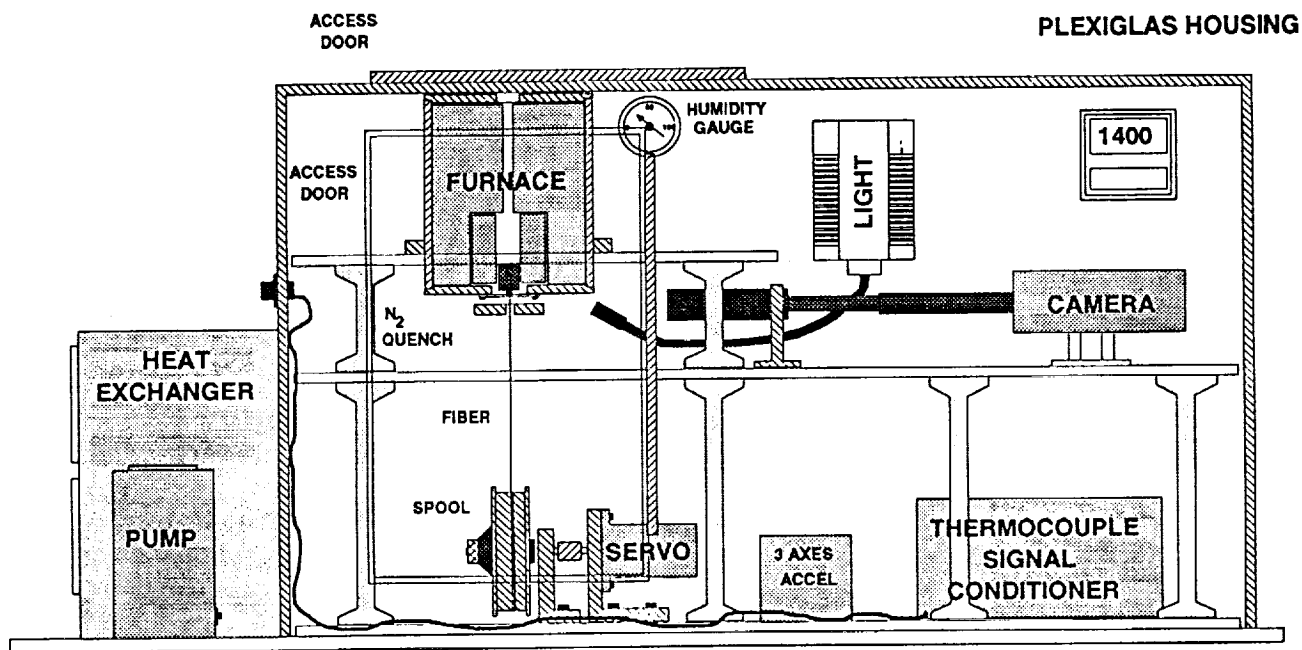 ACCESS
DOOR
PLEXIGLAS HOUSING
HUMIDITY
GAUGE
1400
ACCESS
DOOR
FURNACE
LIGHT
N2
QUENCH
CAMERA
HEAT
EXCHANGER
FIBER
SPOOL
PUMP
SERVO
3 AXES
ACCEL
THERMOCOUPLE
SIGNAL
CONDITIONER